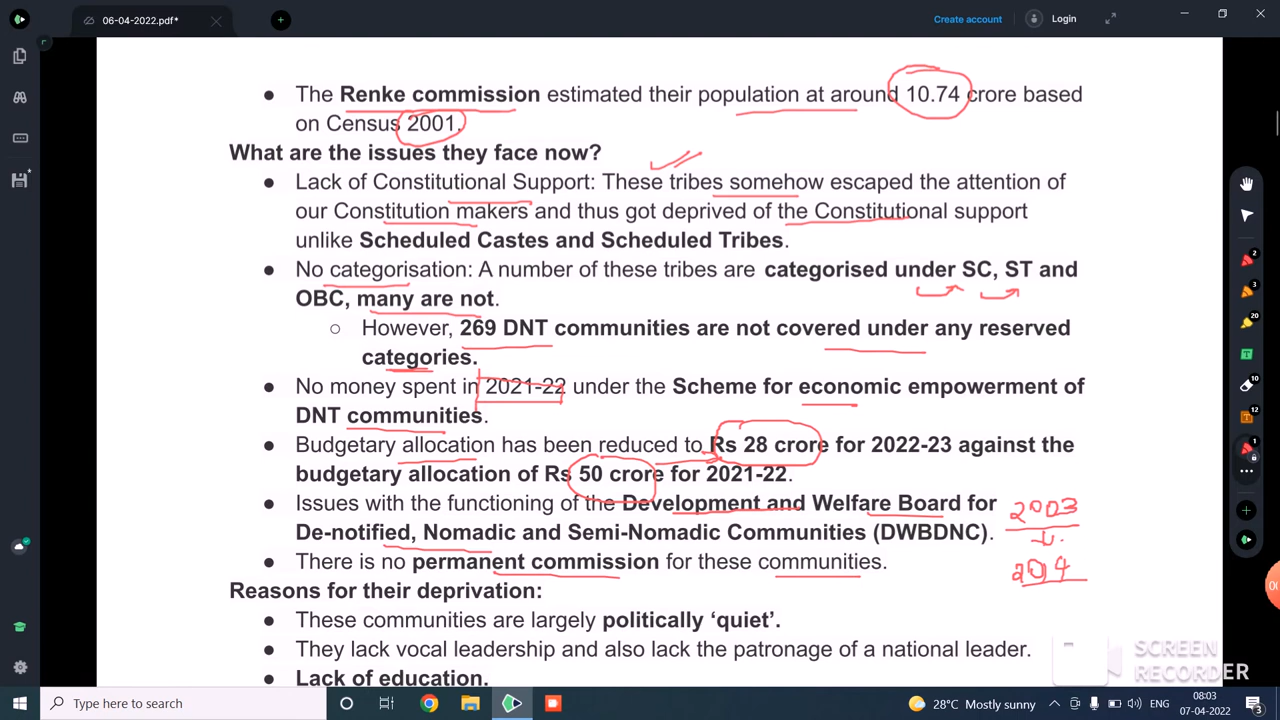 06-04-2022.pdf*
Create account
Login
• The Renke commission estimated their population at around 10.74 crore based
on Census 2001.
What are the issues they face now?
• Lack of Constitutional Support: These tribes somehow escaped the attention of
our Constitution makers and thus got deprived of the Constitutional support
unlike Scheduled Castes and Scheduled Tribes.
• No categorisation: A number of these tribes are categorised under SC, ST and
OBC, many are not.
○ However, 269 DNT communities are not covered under any reserved
categories.
• No money spent in 2021-22 under the Scheme for economic empowerment of
DNT communities.
• Budgetary allocation has been reduced to Rs 28 crore for 2022-23 against the
budgetary allocation of Rs 50 crore for 2021-22.
• Issues with the functioning of the Development and Welfare Board for
De-notified, Nomadic and Semi-Nomadic Communities (DWBDNC).
2003
2014
• There is no permanent commission for these communities.
Reasons for their deprivation:
• These communities are largely politically ‘quiet’.
• They lack vocal leadership and also lack the patronage of a national leader.
• Lack of education.
2
3
20
10
12
1
SCREEN
RECORDER
Type here to search
28°C Mostly sunny
ENG
08:03
07-04-2022
3